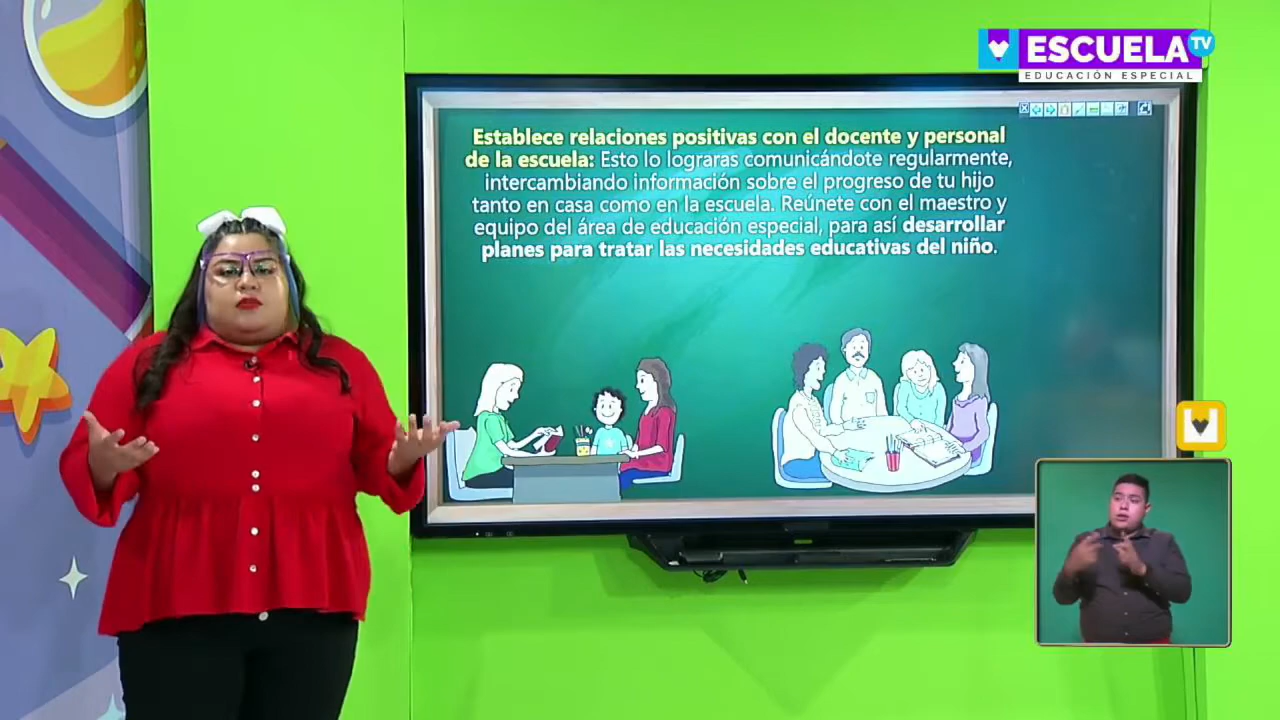 ESCUELA TV
EDUCACIÓN ESPECIAL
Establece relaciones positivas con el docente y personal
de la escuela: Esto lo lograras comunicándote regularmente,
intercambiando información sobre el progreso de tu hijo
tanto en casa como en la escuela. Reúnete con el maestro y
equipo del área de educación especial, para así desarrollar
planes para tratar las necesidades educativas del niño.